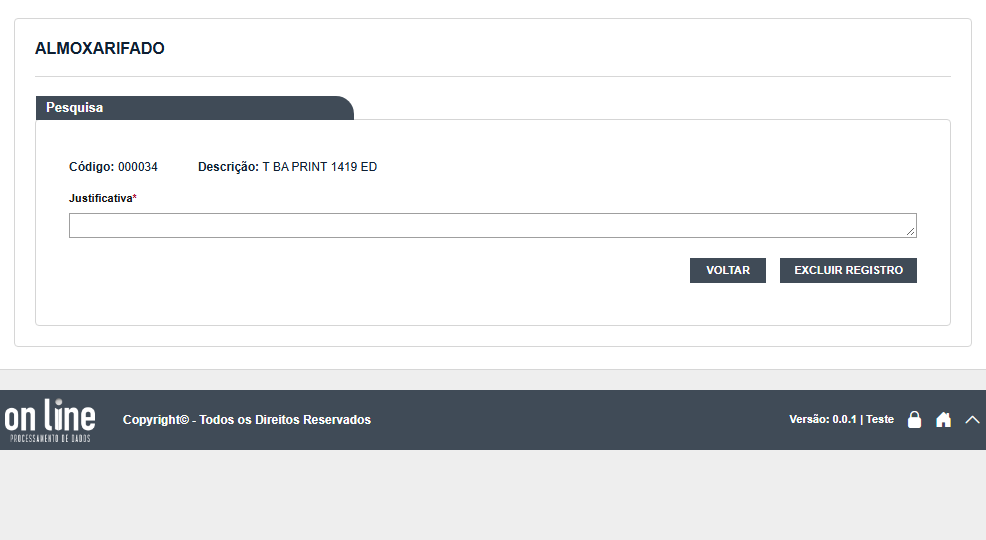 ALMOXARIFADO
Pesquisa
Código: 000034 Descrição: T BA PRINT 1419 ED
Justificativa*
VOLTAR EXCLUIR REGISTRO
on line
PROCESSAMENTO DE DADOS
Copyright© - Todos os Direitos Reservados
Versão: 0.0.1 | Teste